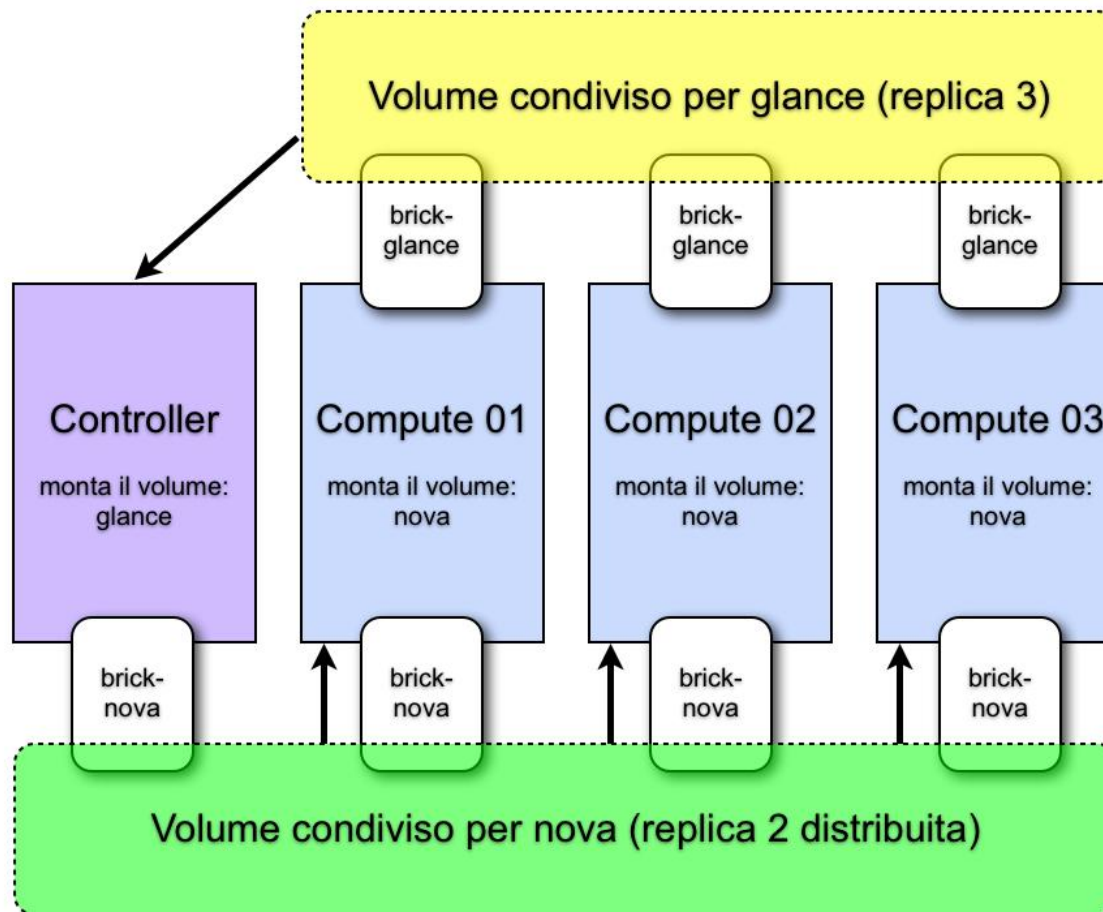 Volume condiviso per glance (replica 3)
brick-
glance
brick-
glance
brick-
glance
Controller
monta il volume:
glance
Compute 01
monta il volume:
nova
Compute 02
monta il volume:
nova
Compute 03
monta il volume:
nova
brick-
nova
brick-
nova
brick-
nova
brick-
nova
Volume condiviso per nova (replica 2 distribuita)